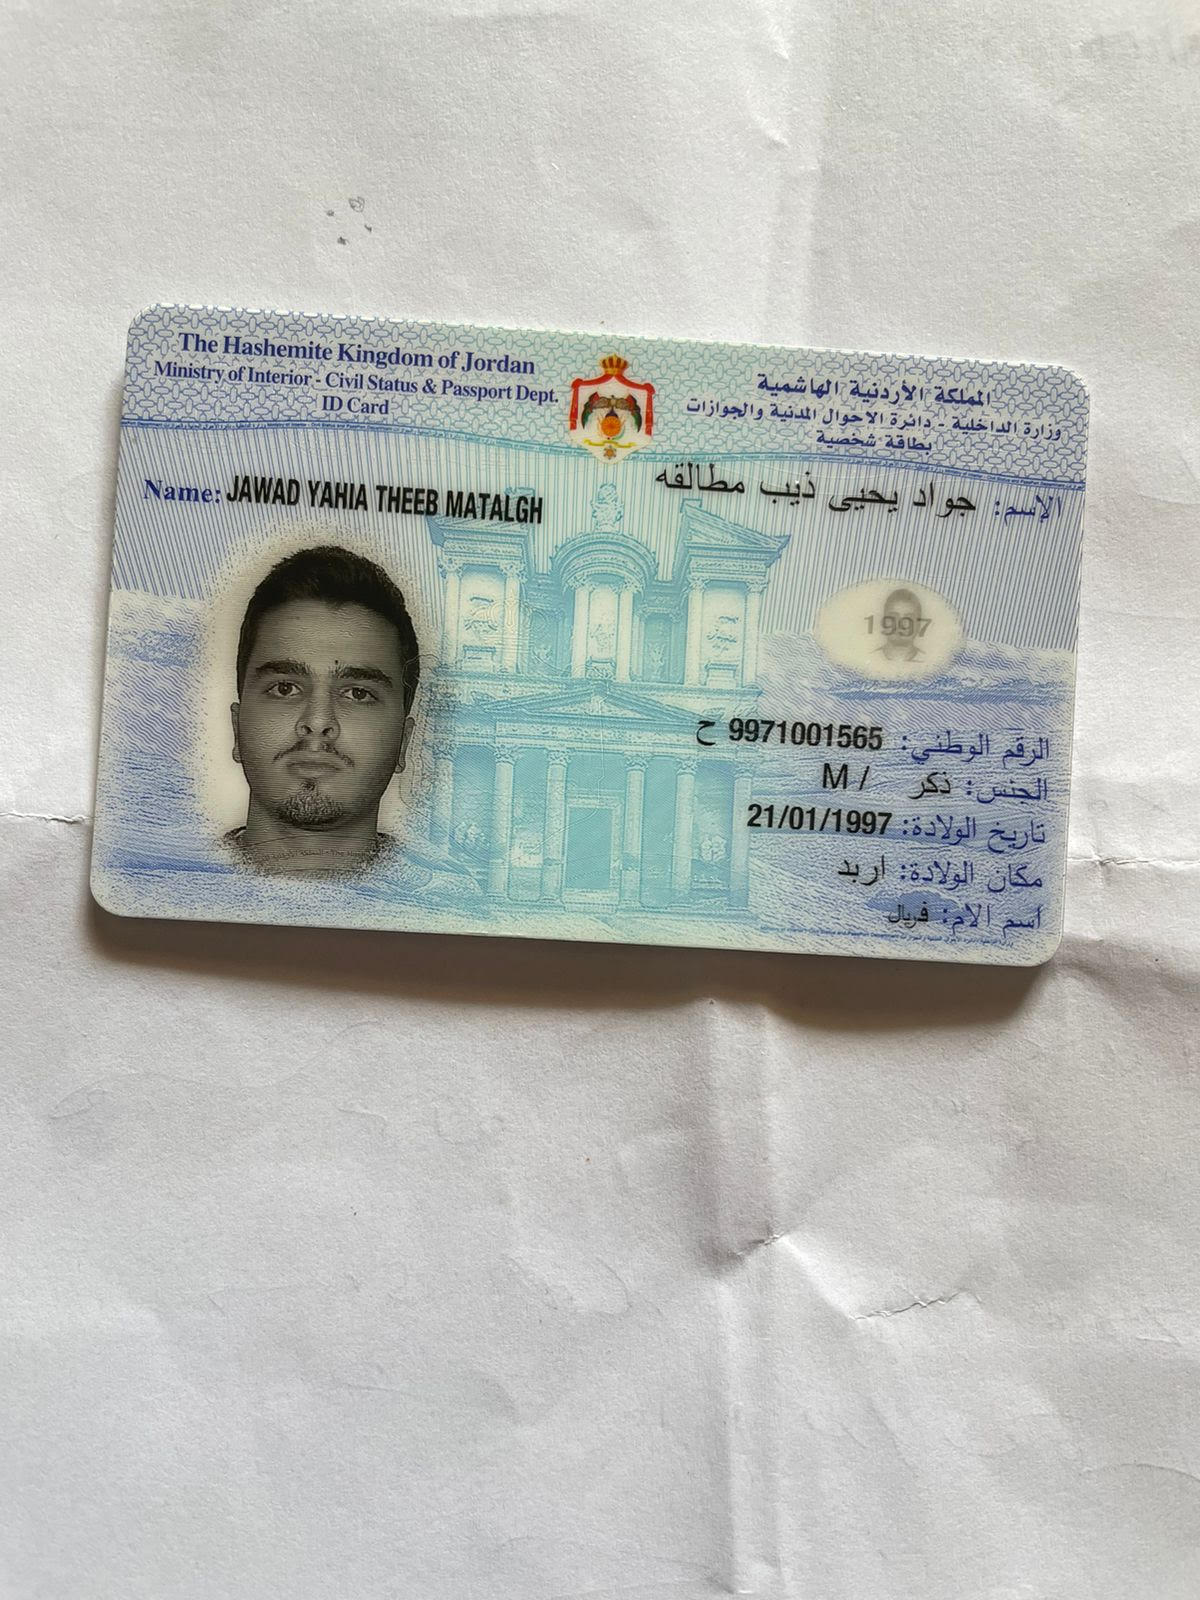 The Hashemite Kingdom of Jordan
Ministry of Interior - Civil Status & Passport Dept.
ID Card
المملكة الأردنية الهاشمية
وزارة الداخلية - دائرة الاحوال المدنية والجوازات
بطاقة شخصية
الإسم: جواد يحيى ذيب مطالقه
Name: JAWAD YAHIA THEEB MATALGH
1997
الرقم الوطني: 9971001565 ح
الجنس: ذكر / M
تاريخ الولادة: 21/01/1997
مكان الولادة: اربد
اسم الام: فريال